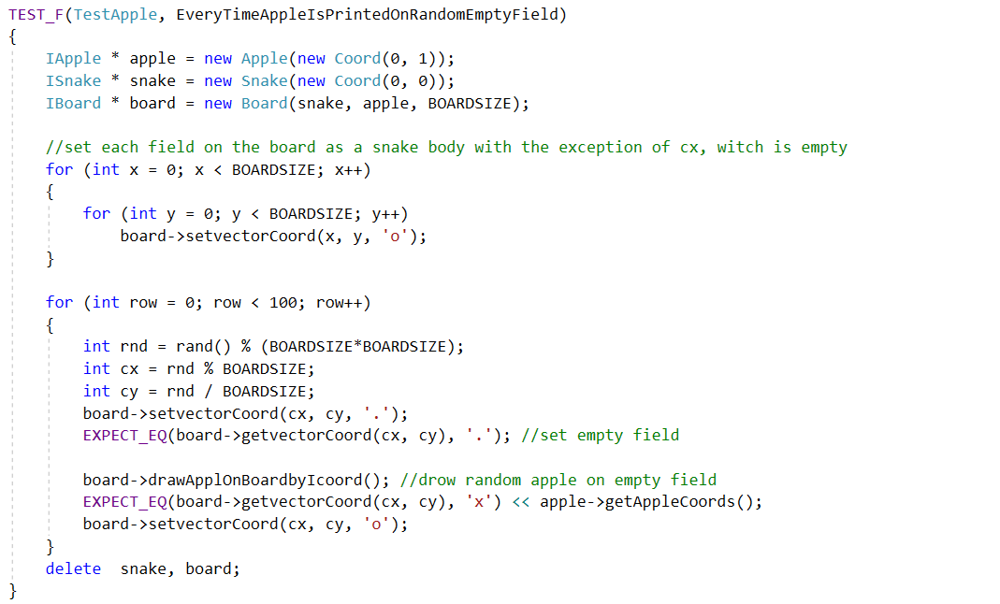 TEST_F(TestApple, EveryTimeAppleIsPrintedOnRandomEmptyField)
{
    IApple * apple = new Apple(new Coord(0, 1));
    ISnake * snake = new Snake(new Coord(0, 0));
    IBoard * board = new Board(snake, apple, BOARDSIZE);

    //set each field on the board as a snake body with the exception of cx, witch is empty
    for (int x = 0; x < BOARDSIZE; x++)
    {
        for (int y = 0; y < BOARDSIZE; y++)
            board->setvectorCoord(x, y, 'o');
    }

    for (int row = 0; row < 100; row++)
    {
        int rnd = rand() % (BOARDSIZE*BOARDSIZE);
        int cx = rnd % BOARDSIZE;
        int cy = rnd / BOARDSIZE;
        board->setvectorCoord(cx, cy, '.');
        EXPECT_EQ(board->getvectorCoord(cx, cy), '.'); //set empty field

        board->drawApplOnBoardbyIcoord(); //drow random apple on empty field
        EXPECT_EQ(board->getvectorCoord(cx, cy), 'x') << apple->getAppleCoords();
        board->setvectorCoord(cx, cy, 'o');
    }
    delete  snake, board;
}